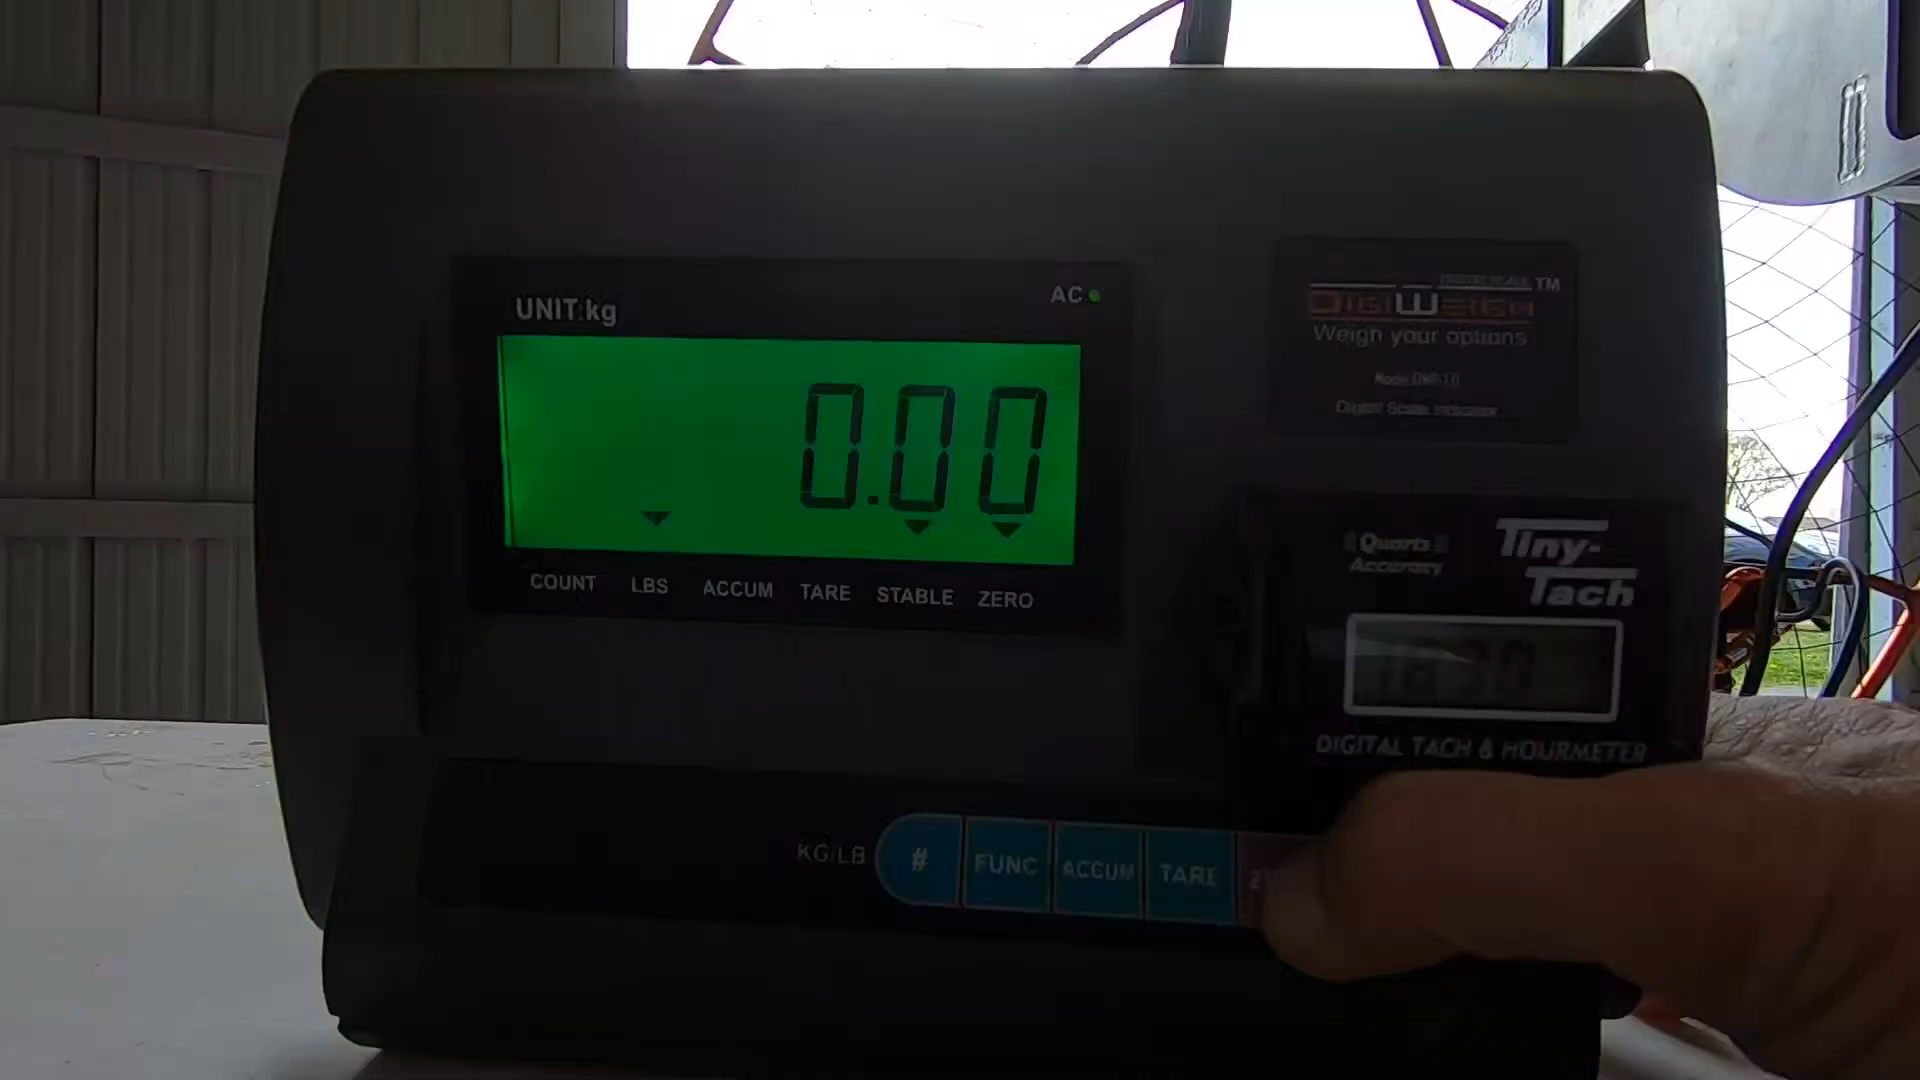 UNIT:kg
AC
0.00
COUNT LBS ACCUM TARE STABLE ZERO
TM
DIGIWEIGH
Weigh your options
Digital Scale Indicator
Quartz
Accuracy
Tiny-
Tach
DIGITAL TACH & HOURMETER
KG/LB # FUNC ACCUM TARE